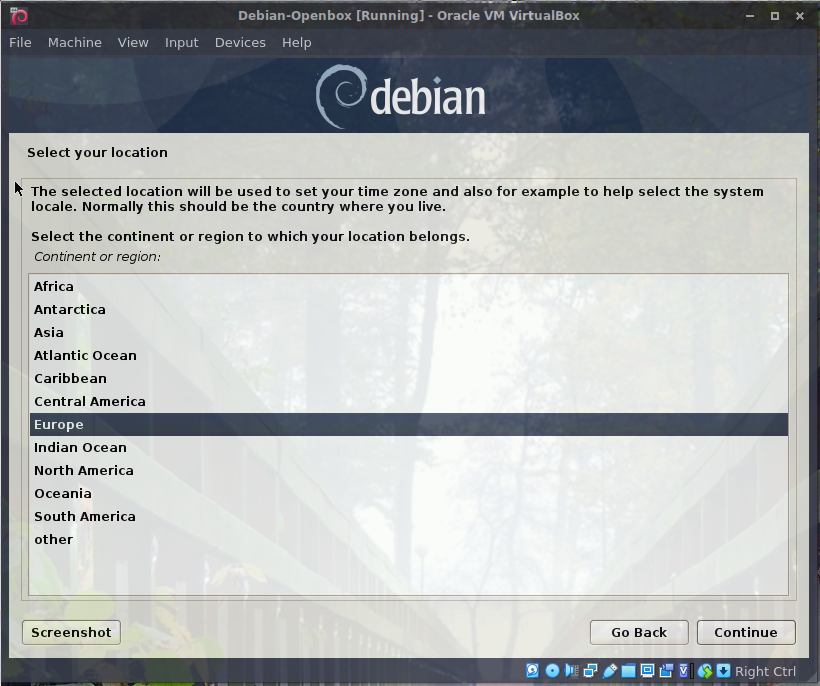 Debian-Openbox [Running] - Oracle VM VirtualBox
File Machine View Input Devices Help
debian
Select your location
The selected location will be used to set your time zone and also for example to help select the system
locale. Normally this should be the country where you live.
Select the continent or region to which your location belongs.
Continent or region:
Africa
Antarctica
Asia
Atlantic Ocean
Caribbean
Central America
Europe
Indian Ocean
North America
Oceania
South America
other
Screenshot Go Back Continue
Right Ctrl